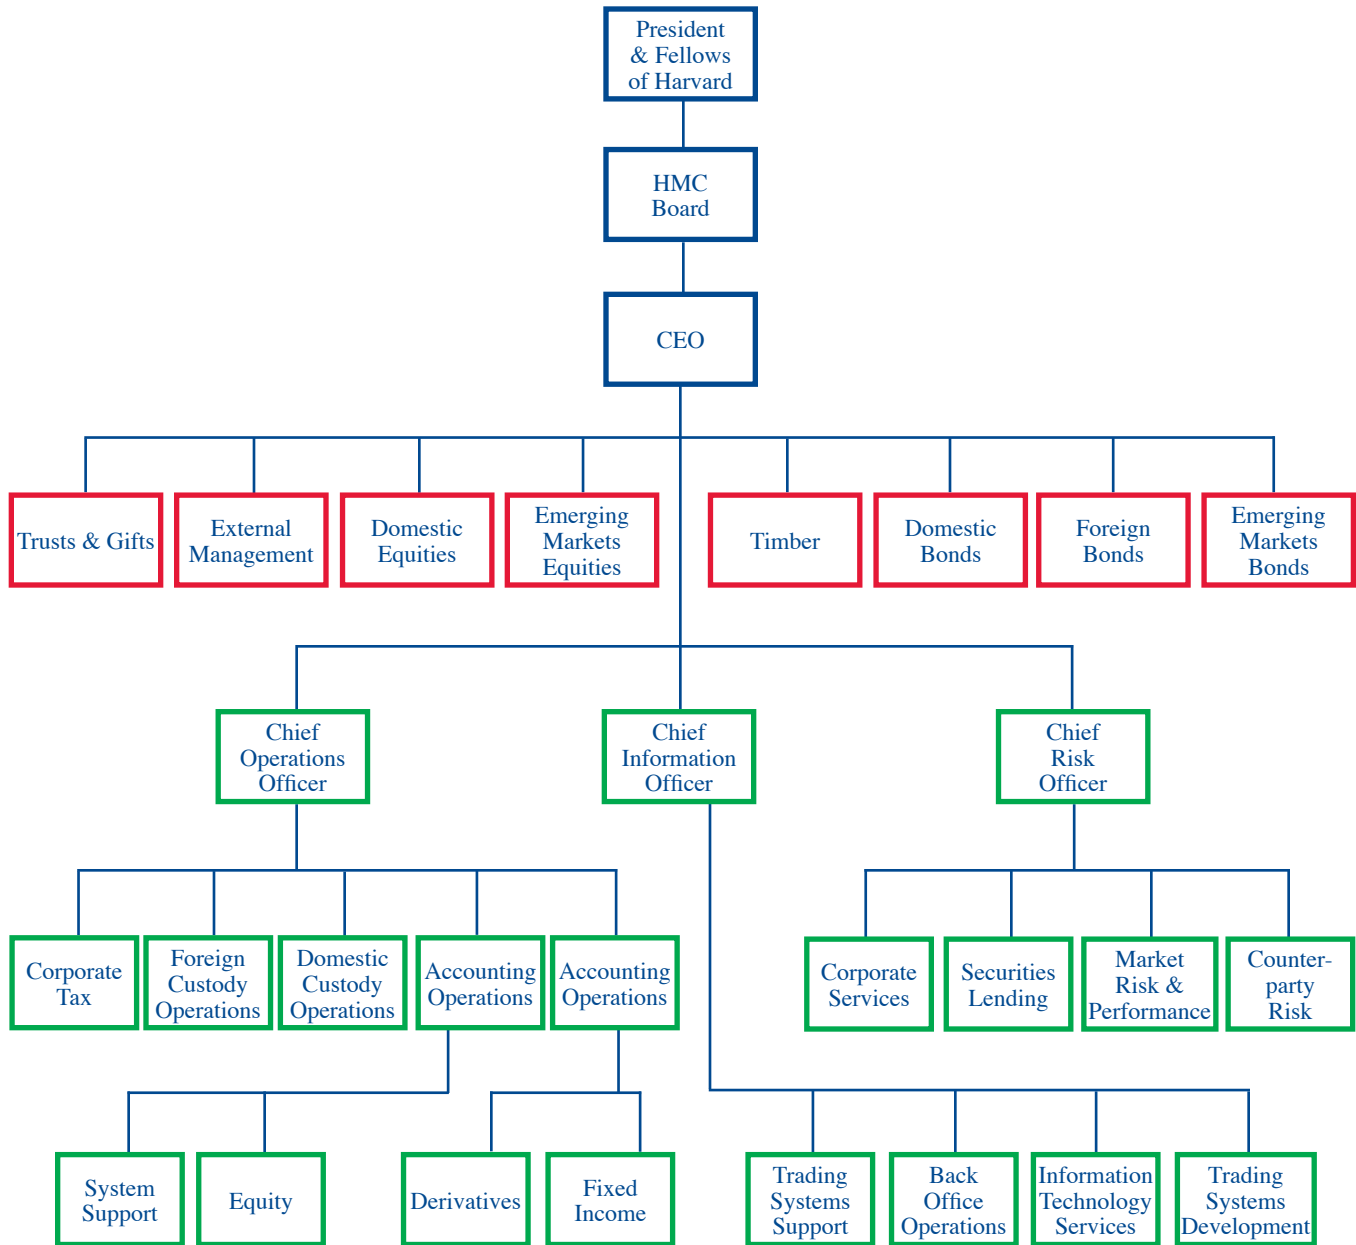 President
& Fellows
of Harvard
HMC
Board
CEO
Trusts & Gifts
External
Management
Domestic
Equities
Emerging
Markets
Equities
Timber
Domestic
Bonds
Foreign
Bonds
Emerging
Markets
Bonds
Chief
Operations
Officer
Chief
Information
Officer
Chief
Risk
Officer
Corporate
Tax
Foreign
Custody
Operations
Domestic
Custody
Operations
Accounting
Operations
Accounting
Operations
Corporate
Services
Securities
Lending
Market
Risk &
Performance
Counter-
party
Risk
System
Support
Equity
Derivatives
Fixed
Income
Trading
Systems
Support
Back
Office
Operations
Information
Technology
Services
Trading
Systems
Development